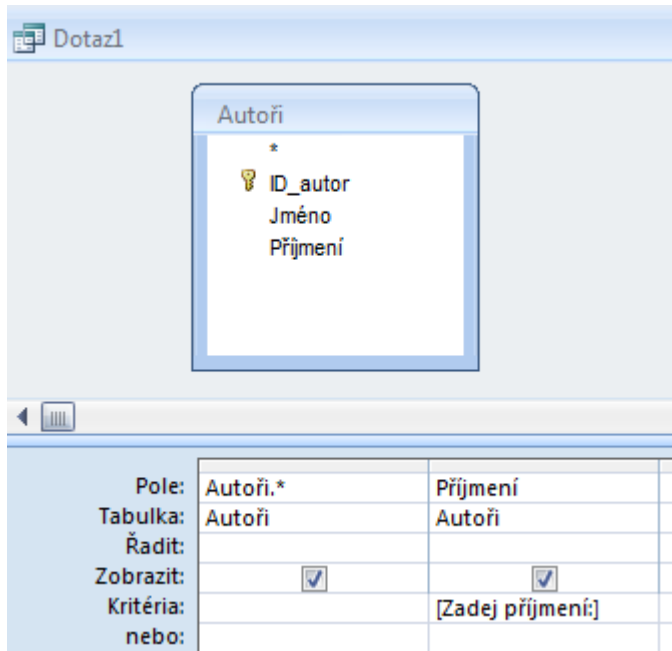 Dotaz1
Autoři
*
ID_autor
Jméno
Příjmení
Pole: Autoři.* Příjmení
Tabulka: Autoři Autoři
Řadit:
Zobrazit:
Kritéria: [Zadej příjmení:]
nebo: